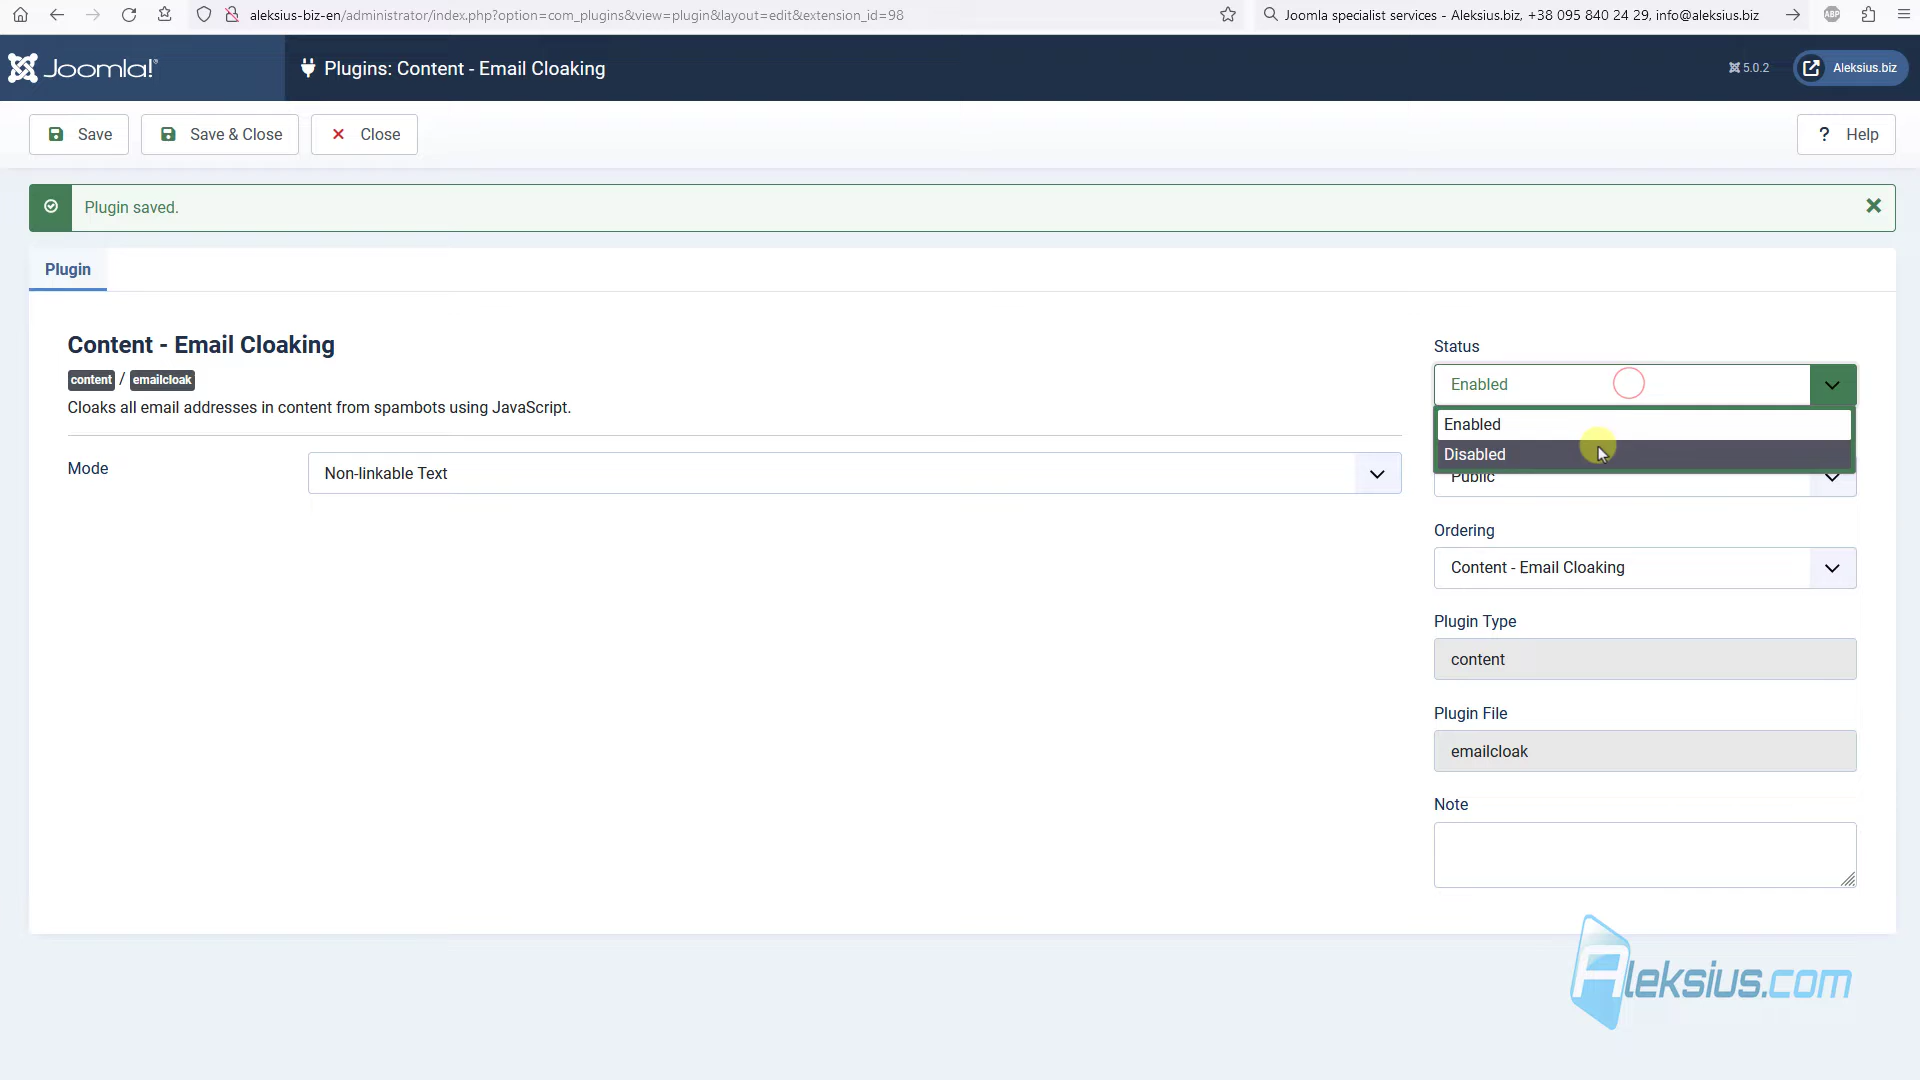 aleksius-biz-en/administrator/index.php?option=com_plugins&view=plugin&layout=edit&extension_id=98
Joomla specialist services - Aleksius.biz, +38 095 840 24 29, info@aleksius.biz
ABP
Joomla!®
Plugins: Content - Email Cloaking
5.0.2
Aleksius.biz
Save
Save & Close
Close
? Help
Plugin saved.
Plugin
Content - Email Cloaking
content / emailcloak
Cloaks all email addresses in content from spambots using JavaScript.
Mode
Non-linkable Text
Status
Enabled
Enabled
Disabled
Public
Ordering
Content - Email Cloaking
Plugin Type
content
Plugin File
emailcloak
Note
Aleksius.com